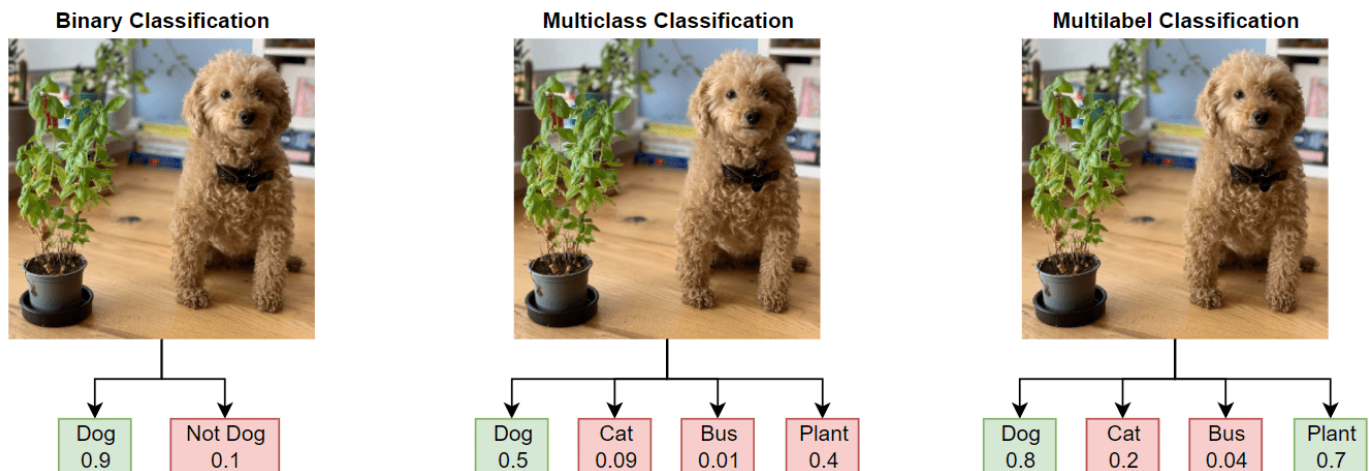 Binary Classification
Multiclass Classification
Multilabel Classification
Dog
0.9
Not Dog
0.1
Dog
0.5
Cat
0.09
Bus
0.01
Plant
0.4
Dog
0.8
Cat
0.2
Bus
0.04
Plant
0.7